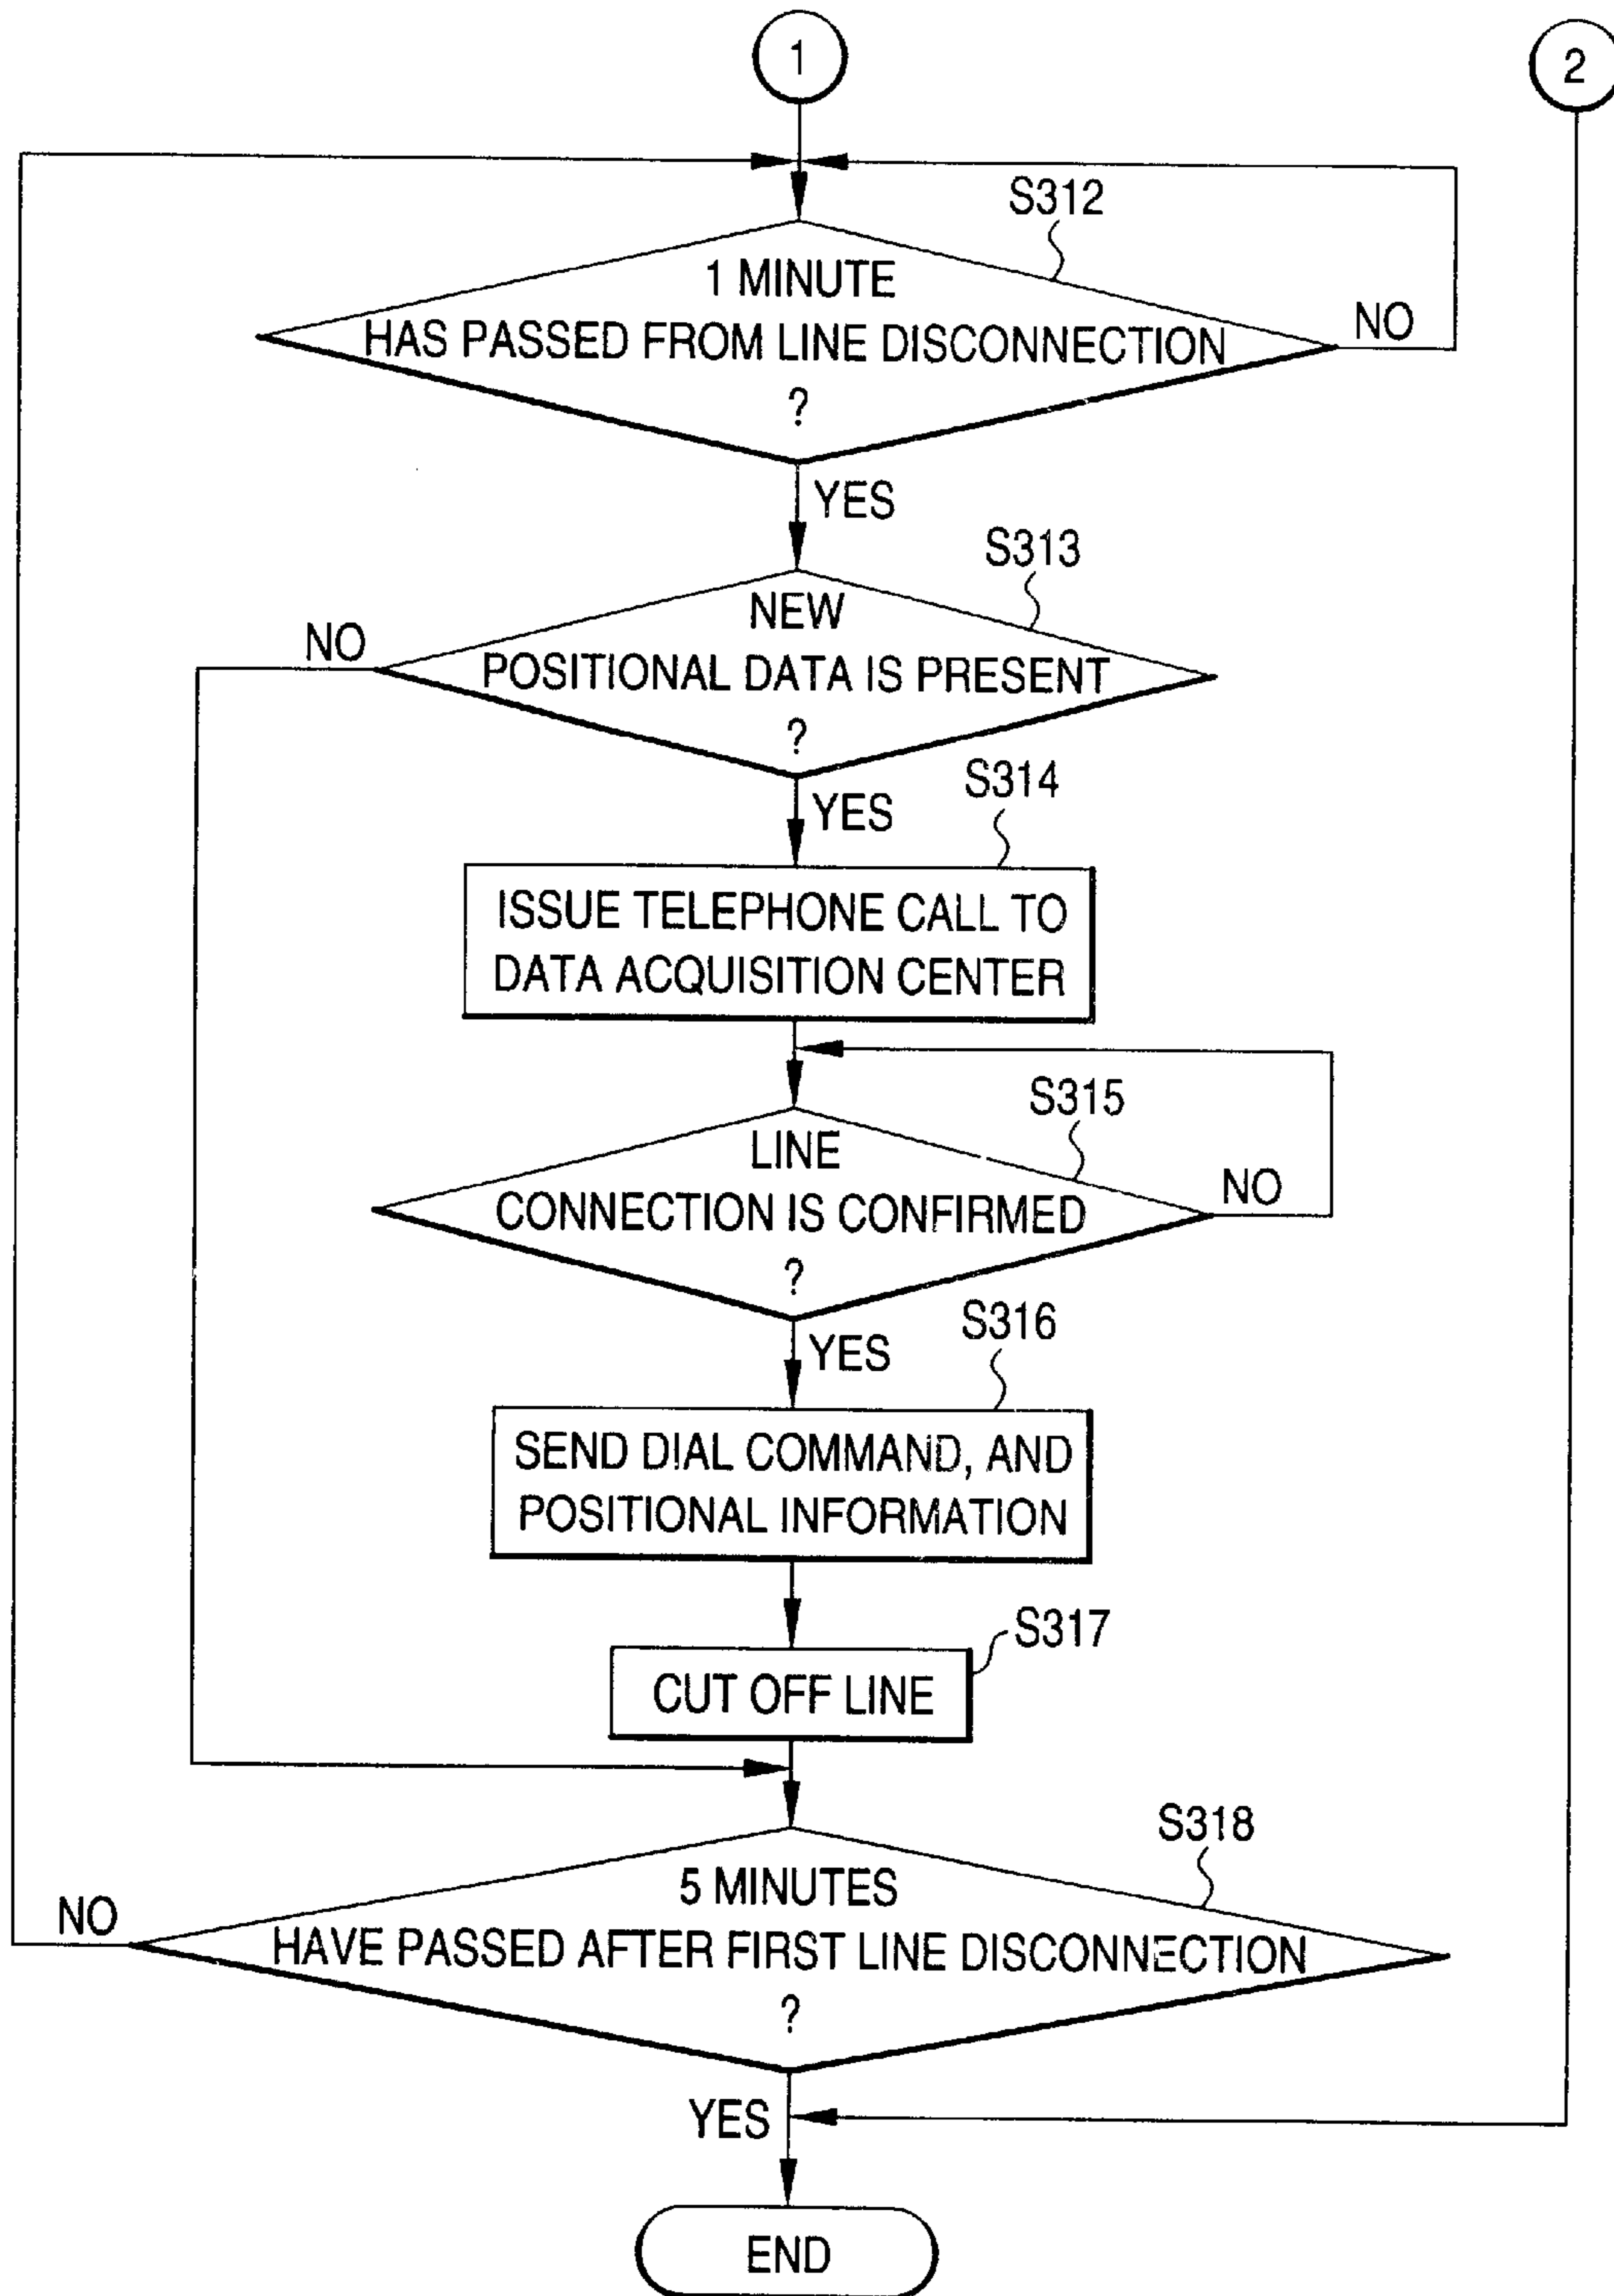 1
2
S312
1 MINUTE
HAS PASSED FROM LINE DISCONNECTION
?
NO
YES
S313
NEW
POSITIONAL DATA IS PRESENT
?
NO
YES
S314
ISSUE TELEPHONE CALL TO
DATA ACQUISITION CENTER
S315
LINE
CONNECTION IS CONFIRMED
?
NO
YES
S316
SEND DIAL COMMAND, AND
POSITIONAL INFORMATION
S317
CUT OFF LINE
S318
5 MINUTES
HAVE PASSED AFTER FIRST LINE DISCONNECTION
?
NO
YES
END